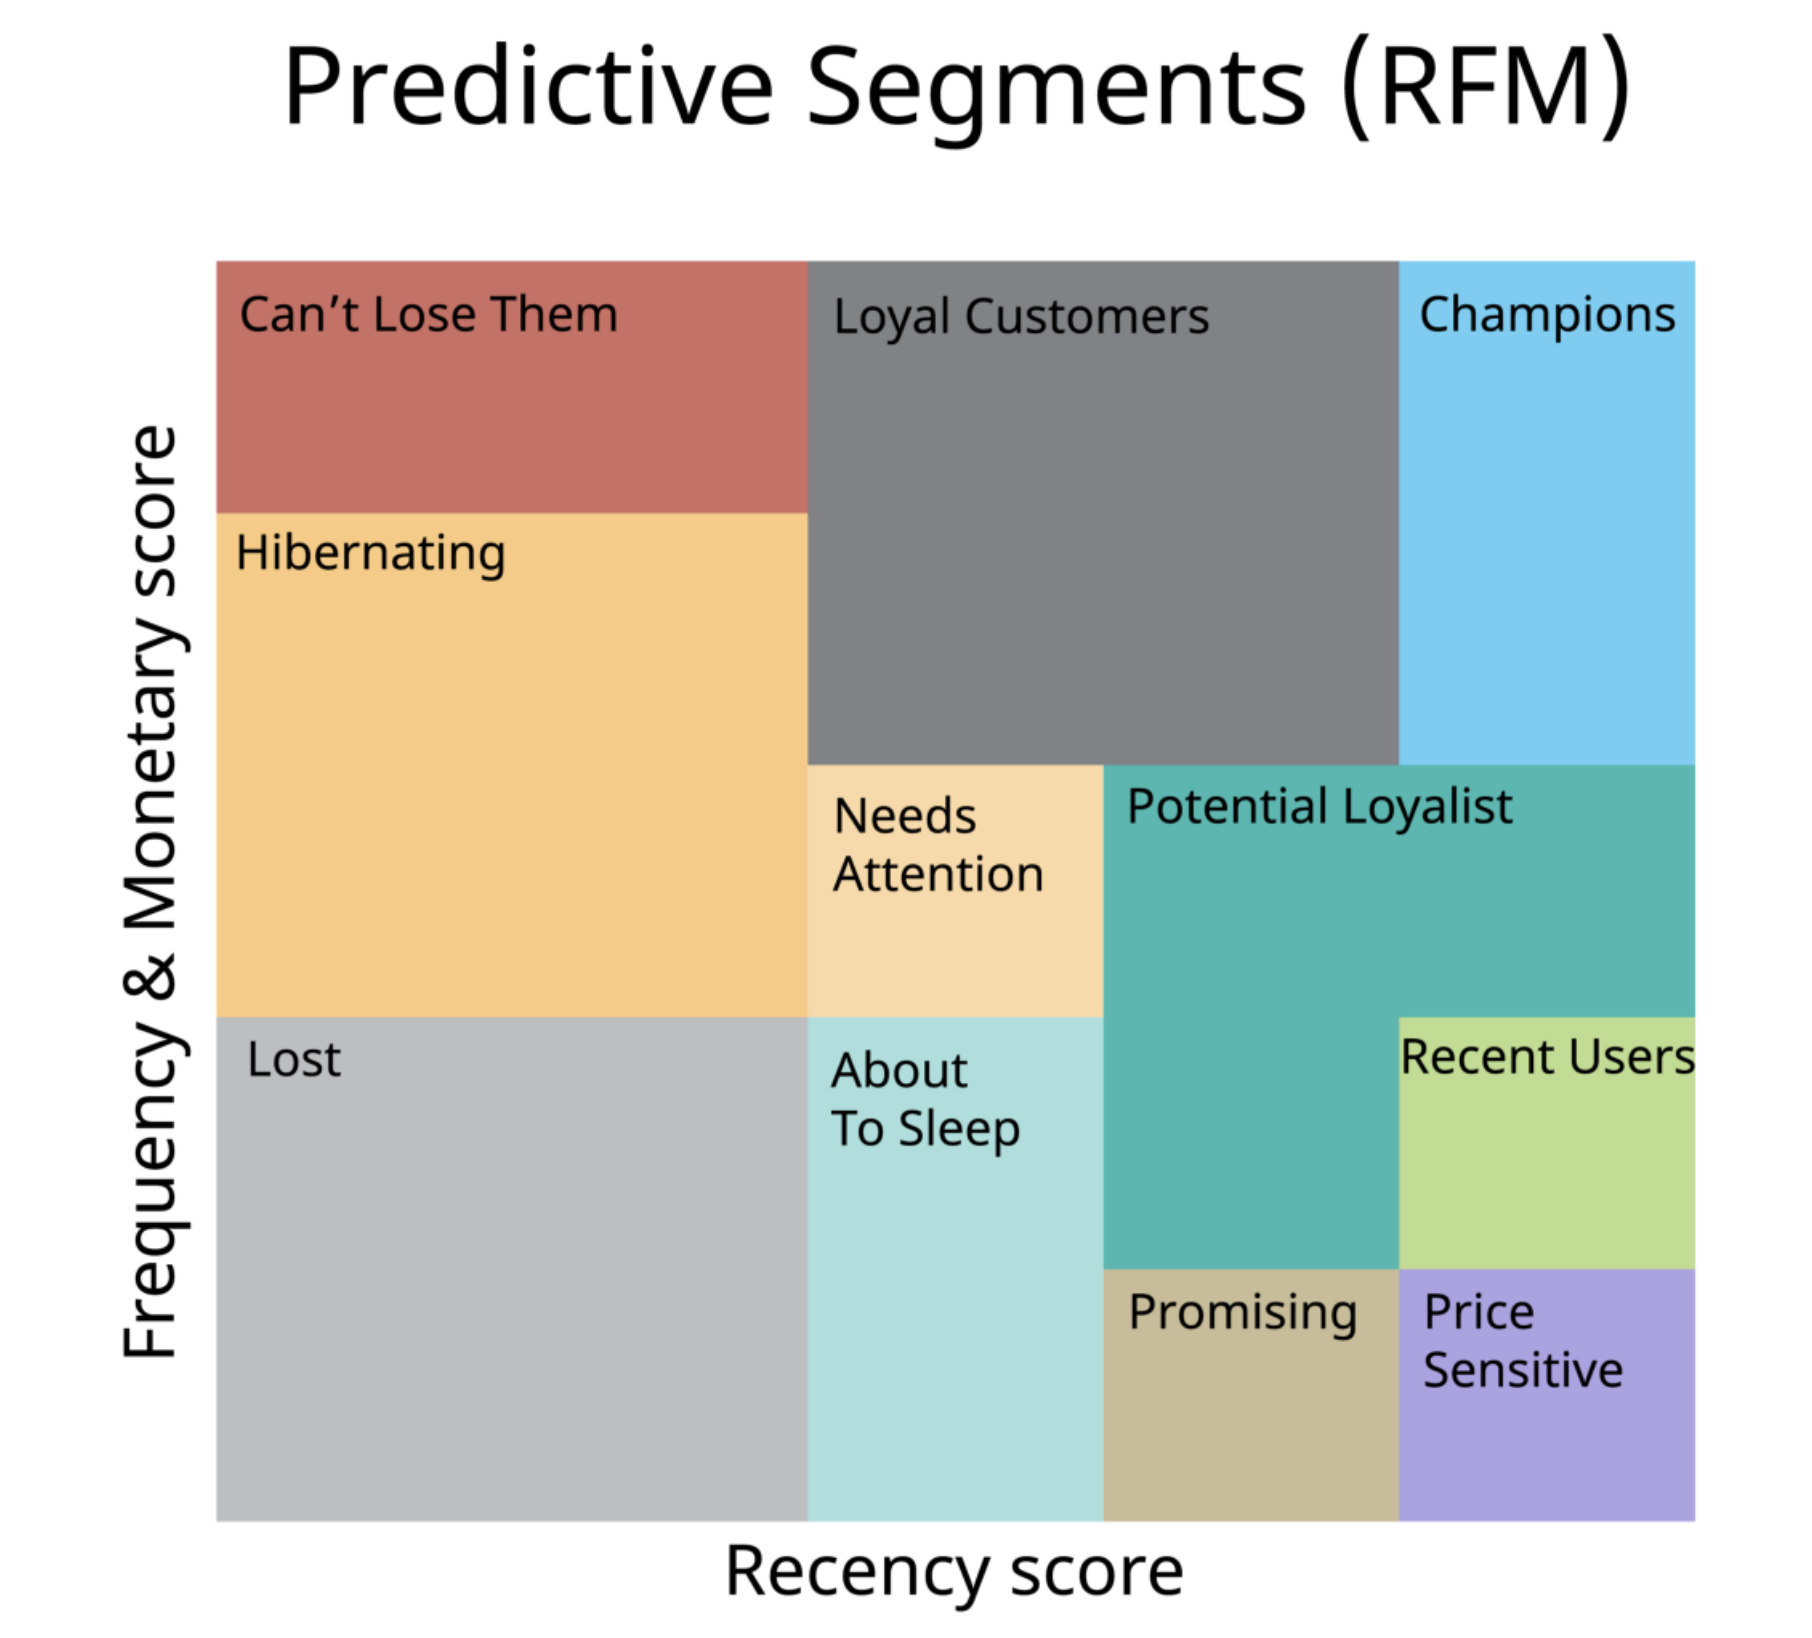 Predictive Segments (RFM)
Can’t Lose Them
Loyal Customers
Champions
Hibernating
Needs
Attention
Potential Loyalist
Lost
About
To Sleep
Recent Users
Promising
Price
Sensitive
Frequency & Monetary score
Recency score